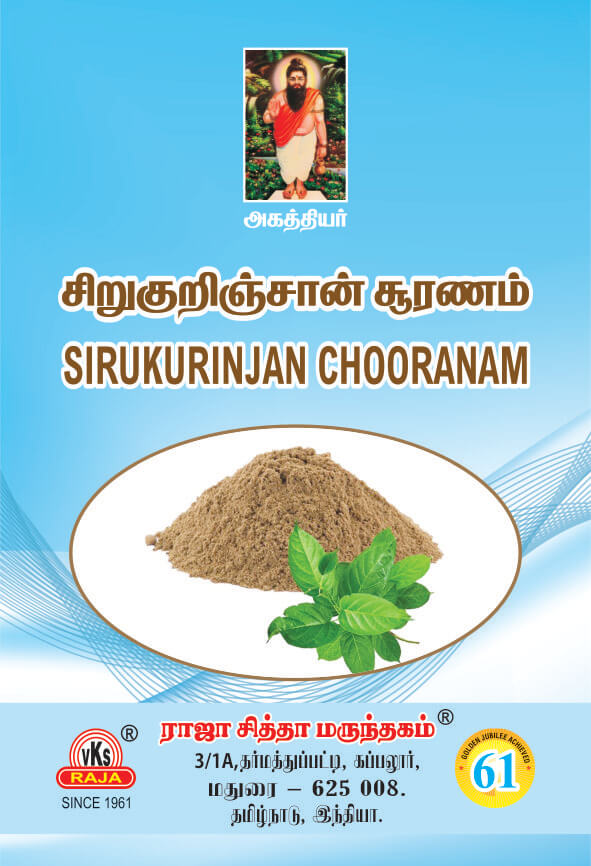 அகத்தியர்
சிறுகுறிஞ்சான் சூரணம்
SIRUKURINJAN CHOORANAM
ராஜா சித்தா மருந்தகம் ®
3/1A,தர்மத்துப்பட்டி, கப்பலூர்,
மதுரை – 625 008.
தமிழ்நாடு, இந்தியா.
VKS ®
RAJA
SINCE 1961
GOLDEN JUBILEE ACHIEVED
61